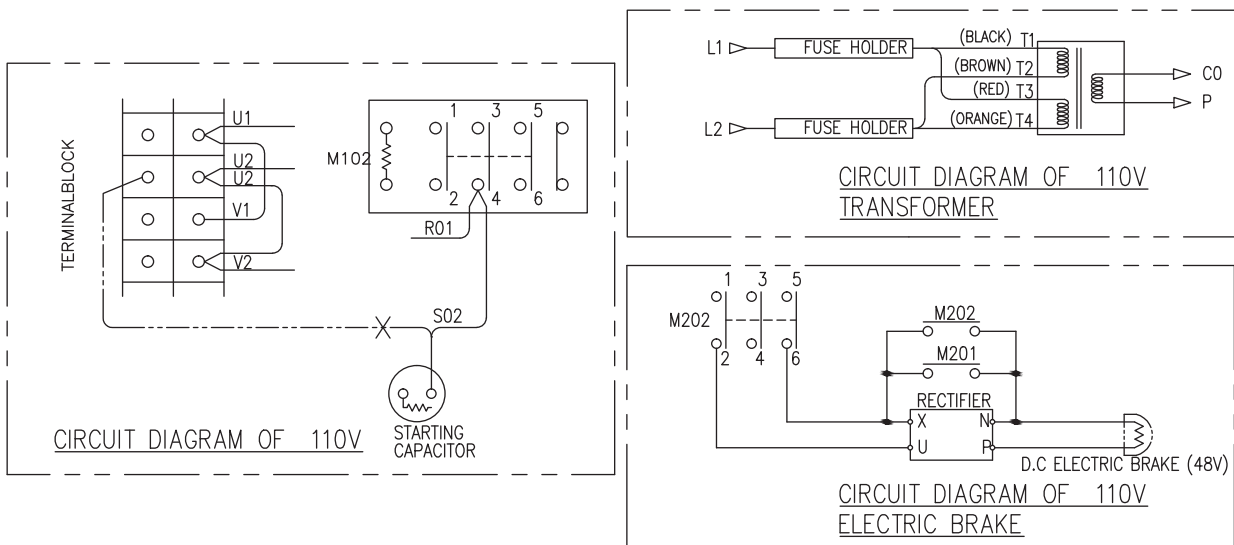 TERMINALBLOCK
U1
U2
U2
V1
V2
M102
1 3 5
2 4 6
R01
S02
STARTING
CAPACITOR
CIRCUIT DIAGRAM OF 110V
L1 FUSE HOLDER (BLACK) T1
(BROWN) T2
(RED) T3
L2 FUSE HOLDER (ORANGE) T4
CO
P
CIRCUIT DIAGRAM OF 110V
TRANSFORMER
1 3 5
M202
2 4 6
M202
M201
RECTIFIER
X N
U P
D.C ELECTRIC BRAKE (48V)
CIRCUIT DIAGRAM OF 110V
ELECTRIC BRAKE